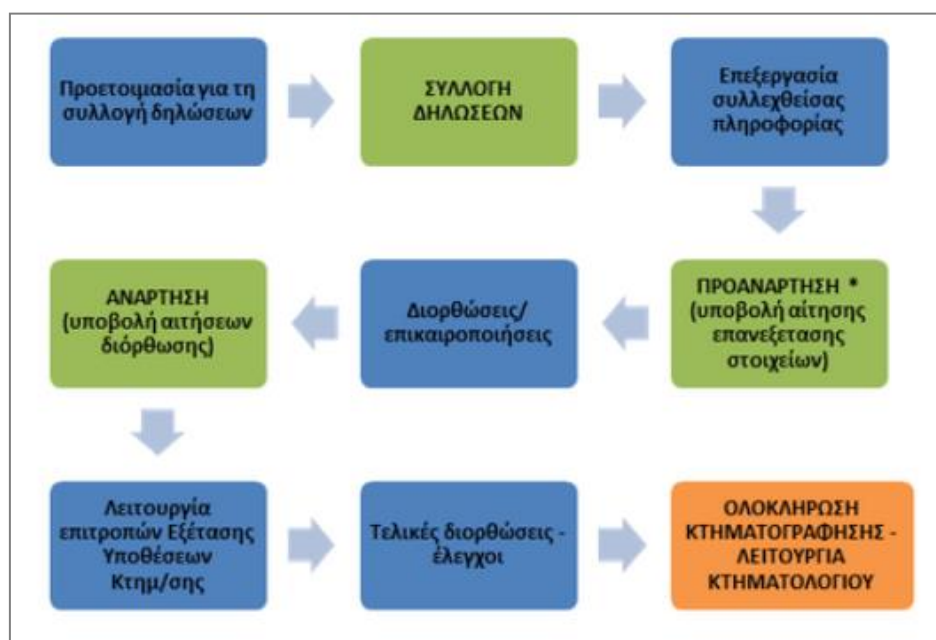 Προετοιμασία για τη
συλλογή δηλώσεων
ΣΥΛΛΟΓΗ
ΔΗΛΩΣΕΩΝ
Επεξεργασία
συλλεχθείσας
πληροφορίας
ΠΡΟΑΝΑΡΤΗΣΗ *
(υποβολή αίτησης
επανεξετασης
στοιχείων)
Διορθώσεις/
επικαιροποιήσεις
ΑΝΑΡΤΗΣΗ
(υποβολή αιτήσεων
διόρθωσης)
Λειτουργία
επιτροπών Εξέτασης
Υποθέσεων
Κτημ/σης
Τελικές διορθώσεις -
έλεγχοι
ΟΛΟΚΛΗΡΩΣΗ
ΚΤΗΜΑΤΟΓΡΑΦΗΣΗΣ -
ΛΕΙΤΟΥΡΓΙΑ
ΚΤΗΜΑΤΟΛΟΓΙΟΥ